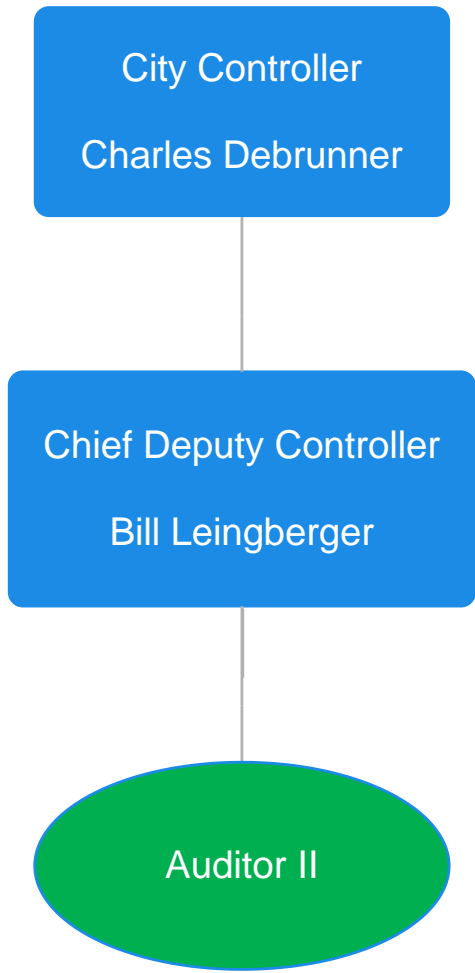 City Controller
Charles Debrunner
Chief Deputy Controller
Bill Leingberger
Auditor II